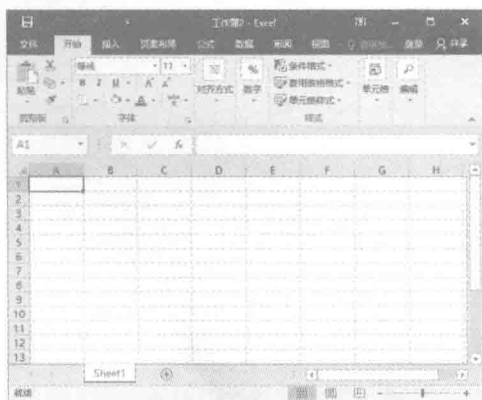 工作簿2 - Excel
文件 开始 插入 页面布局 公式 数据 审阅 视图 登录 共享
粘贴
等线 11
B I U A A
A
对齐方式
%
数字
条件格式
套用表格格式
单元格样式
单元格
编辑
剪贴板 字体 样式
A1 fx
A B C D E F G H
1
2
3
4
5
6
7
8
9
10
11
12
13
Sheet1
就绪